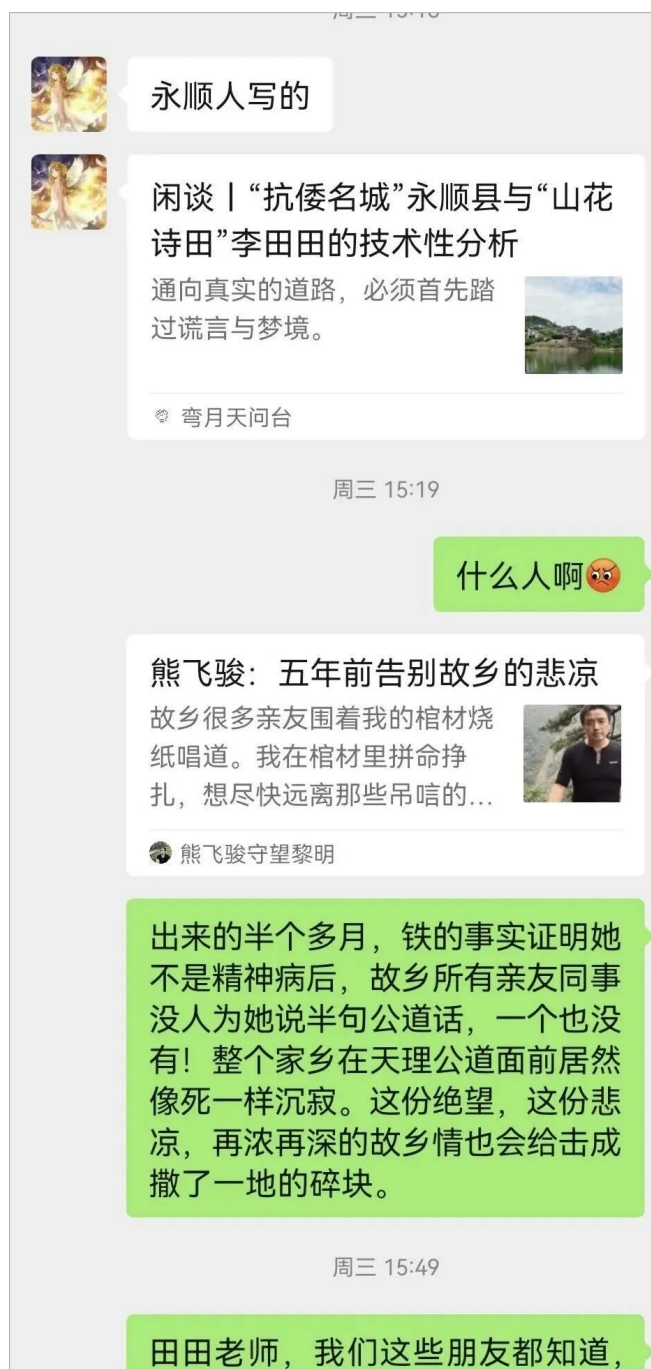 永顺人写的
闲谈丨“抗倭名城”永顺县与“山花
诗田”李田田的技术性分析
通向真实的道路，必须首先踏
过谎言与梦境。
弯月天问台
周三 15:19
什么人啊
熊飞骏：五年前告别故乡的悲凉
故乡很多亲友围着我的棺材烧
纸唱道。我在棺材里拼命挣
扎，想尽快远离那些吊唁的...
熊飞骏守望黎明
出来的半个多月，铁的事实证明她
不是精神病后，故乡所有亲友同事
没人为她说半句公道话，一个也没
有！整个家乡在天理公道面前居然
像死一样沉寂。这份绝望，这份悲
凉，再浓再深的故乡情也会给击成
撒了一地的碎块。
周三 15:49
田田老师，我们这些朋友都知道，